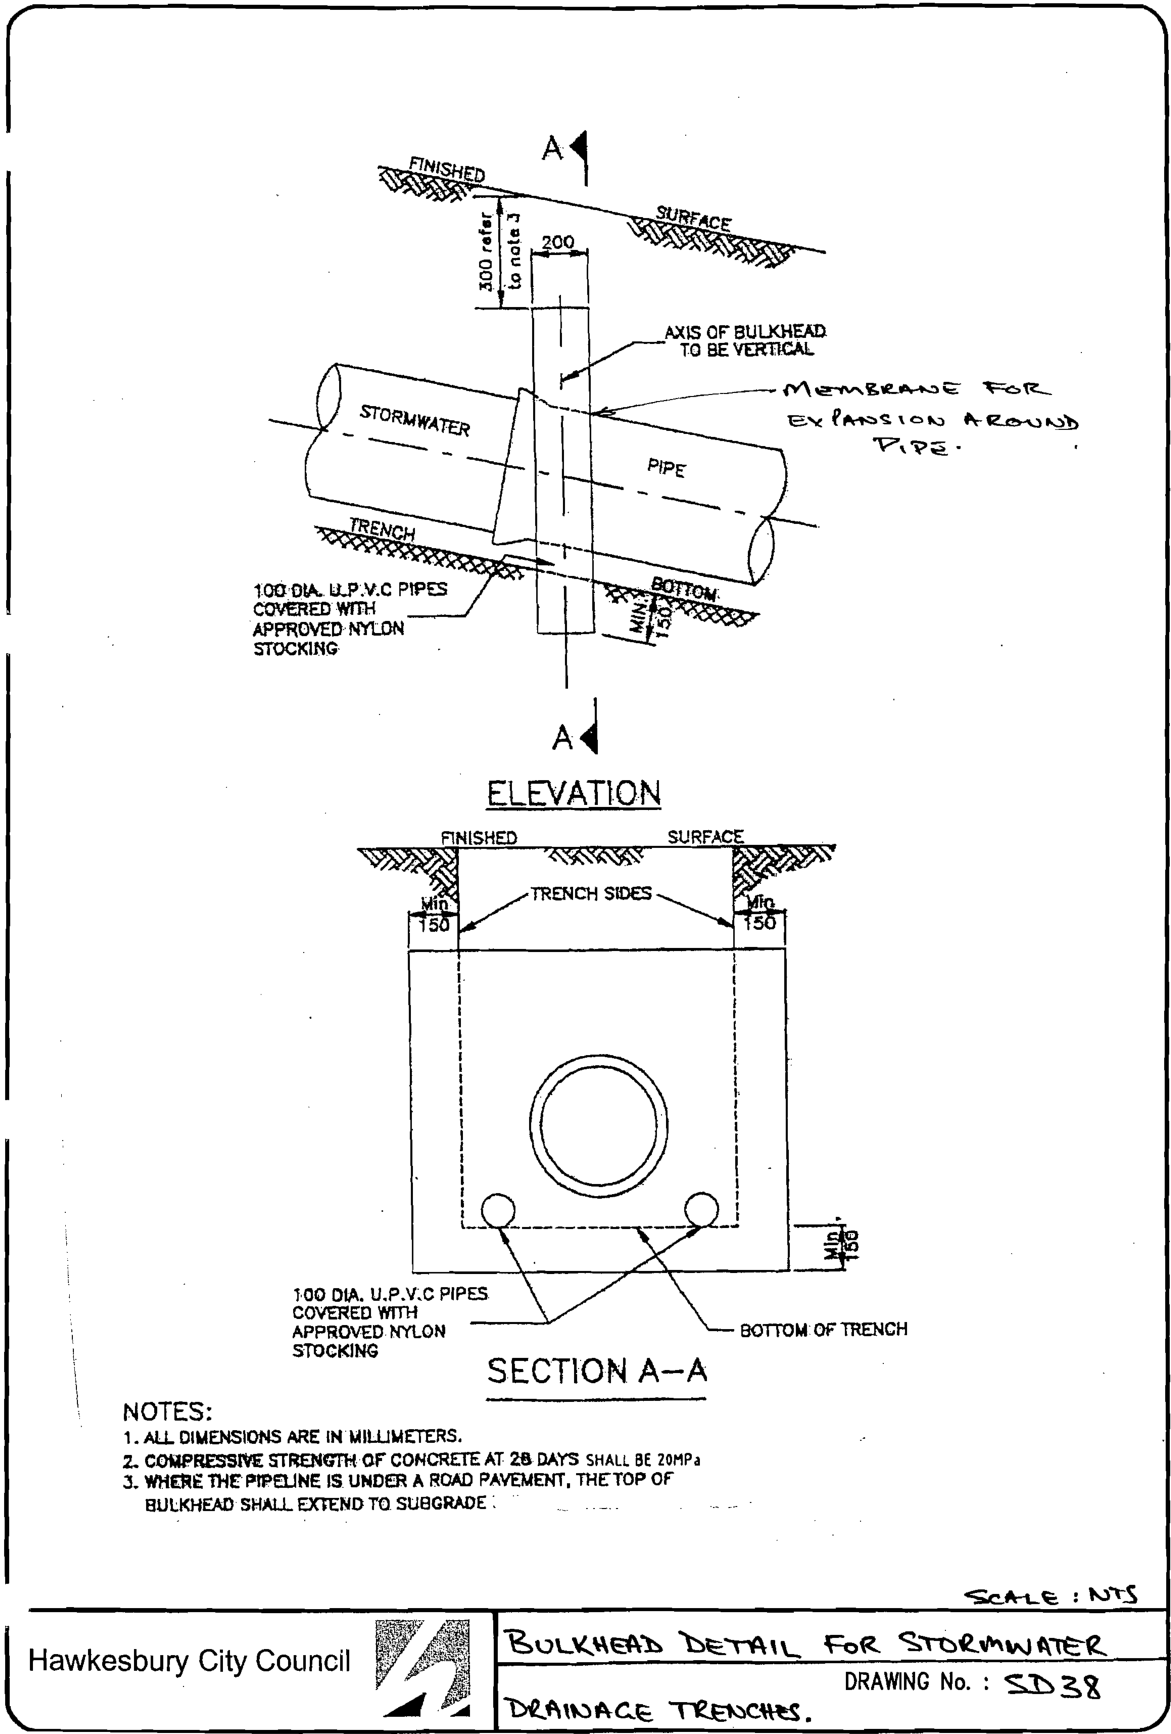 A
FINISHED
SURFACE
300 refer
to note 3
200
AXIS OF BULKHEAD
TO BE VERTICAL
MEMBRANE FOR
EXPANSION AROUND
PIPE.
STORMWATER
PIPE
TRENCH
100 DIA. U.P.V.C PIPES
COVERED WITH
APPROVED NYLON
STOCKING
BOTTOM
MIN.
150
A
ELEVATION
FINISHED
SURFACE
TRENCH SIDES
Min
150
Min
150
Min
150
100 DIA. U.P.V.C PIPES
COVERED WITH
APPROVED NYLON
STOCKING
BOTTOM OF TRENCH
SECTION A-A
NOTES:
1. ALL DIMENSIONS ARE IN MILLIMETERS.
2. COMPRESSIVE STRENGTH OF CONCRETE AT 28 DAYS SHALL BE 20MPa
3. WHERE THE PIPELINE IS UNDER A ROAD PAVEMENT, THE TOP OF
BULKHEAD SHALL EXTEND TO SUBGRADE.
SCALE : NTS
Hawkesbury City Council
BULKHEAD DETAIL FOR STORMWATER
DRAWING No. : SD38
DRAINAGE TRENCHES.